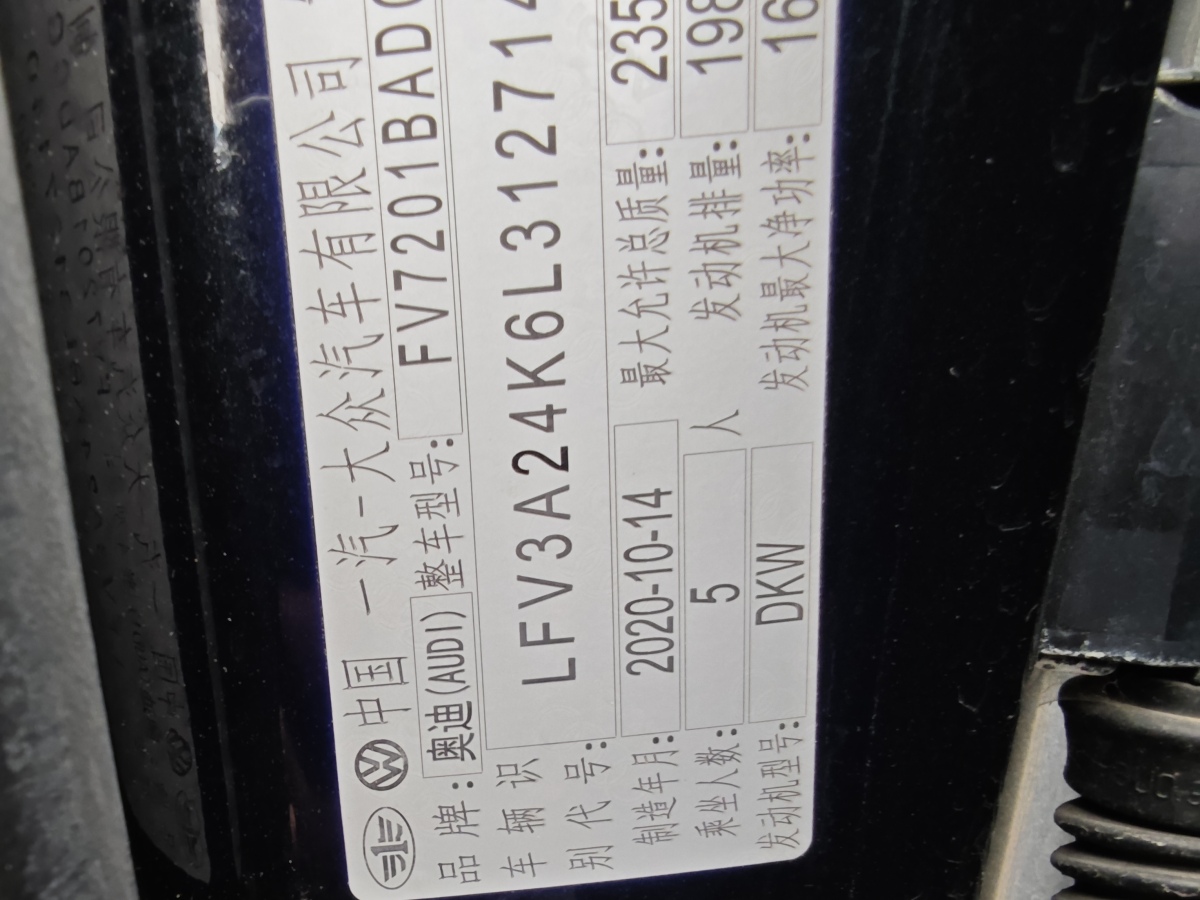 中国 一汽-大众汽车有限公司
品牌:奥迪(AUDI) 整车型号: FV7201BAD
车辆识 LFV3A24K6L312714
别代号:
制造年月: 2020-10-14 最大允许总质量: 235
乘坐人数: 5 人 发动机排量: 198
发动机型号: DKW 发动机最大净功率: 16